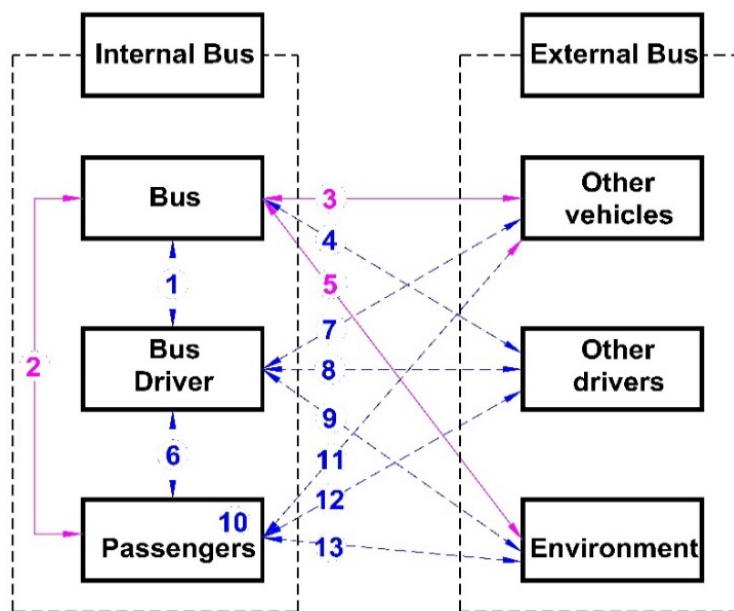 Internal Bus
External Bus
Bus
3
Other
vehicles
4
1
5
2
Bus
Driver
7
8
9
Other
drivers
6
11
12
10
Passengers
13
Environment